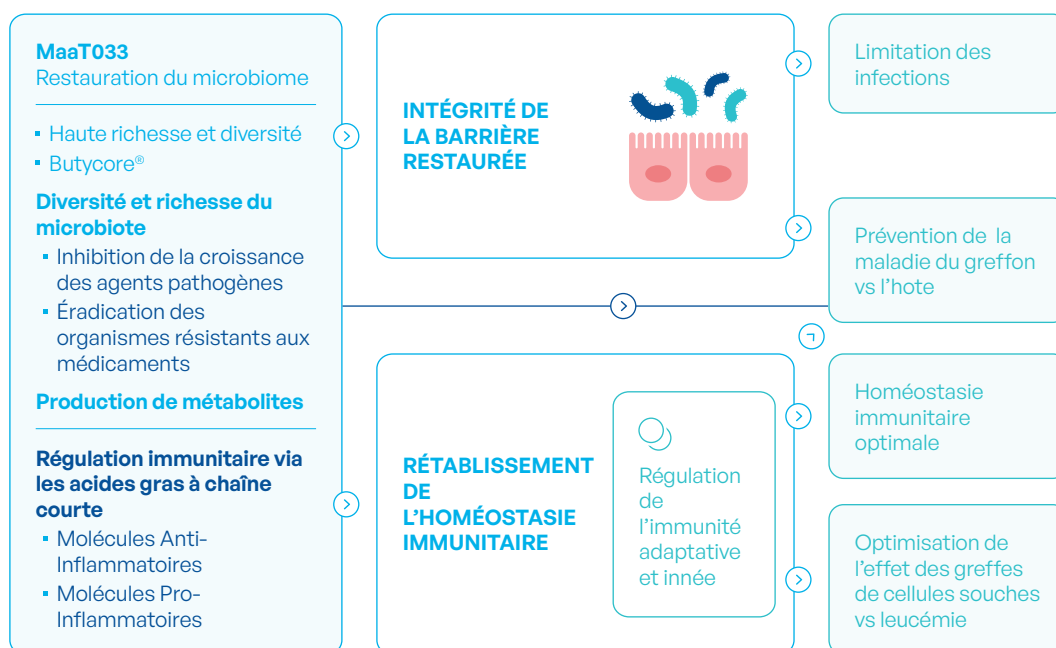 MaaT033
Restauration du microbiome
Haute richesse et diversité
Butycore®
Diversité et richesse du
microbiote
Inhibition de la croissance
des agents pathogènes
Éradication des
organismes résistants aux
médicaments
Production de métabolites
Régulation immunitaire via
les acides gras à chaîne
courte
Molécules Anti-
Inflammatoires
Molécules Pro-
Inflammatoires
INTÉGRITÉ DE
LA BARRIÈRE
RESTAURÉE
RÉTABLISSEMENT
DE
L'HOMÉOSTASIE
IMMUNITAIRE
Régulation
de
l'immunité
adaptative
et innée
Limitation des
infections
Prévention de la
maladie du greffon
vs l'hote
Homéostasie
immunitaire
optimale
Optimisation de
l'effet des greffes
de cellules souches
vs leucémie